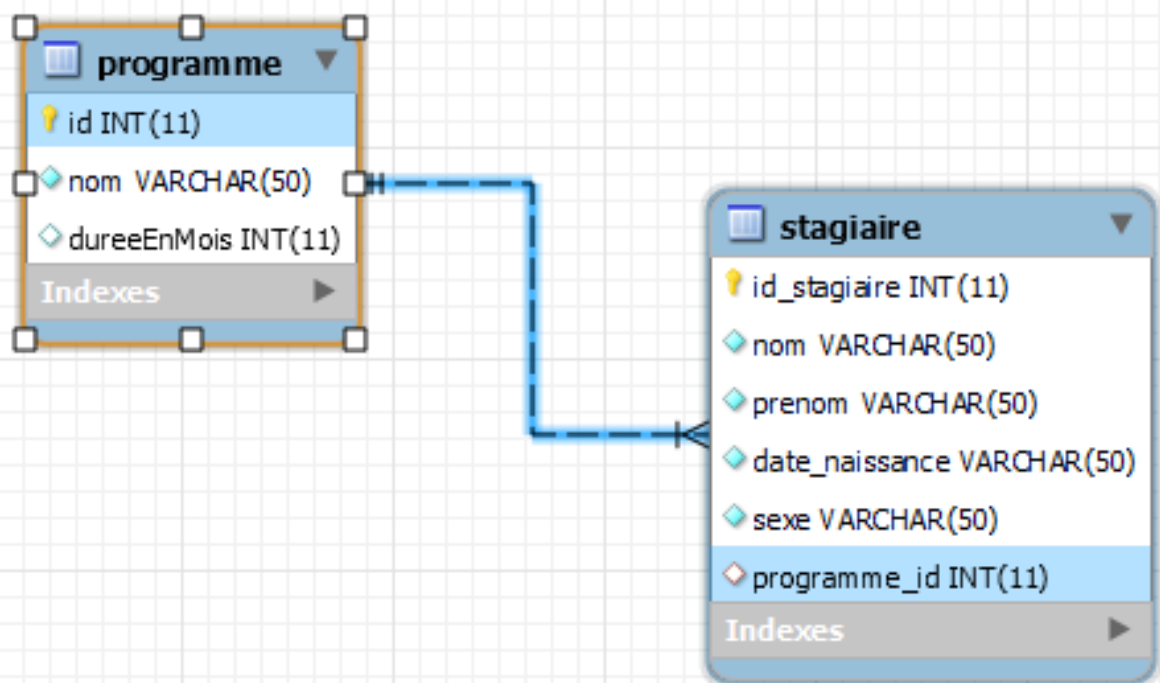 programme
id INT(11)
nom VARCHAR(50)
dureeEnMois INT(11)
Indexes
stagiaire
id_stagiaire INT(11)
nom VARCHAR(50)
prenom VARCHAR(50)
date_naissance VARCHAR(50)
sexe VARCHAR(50)
programme_id INT(11)
Indexes